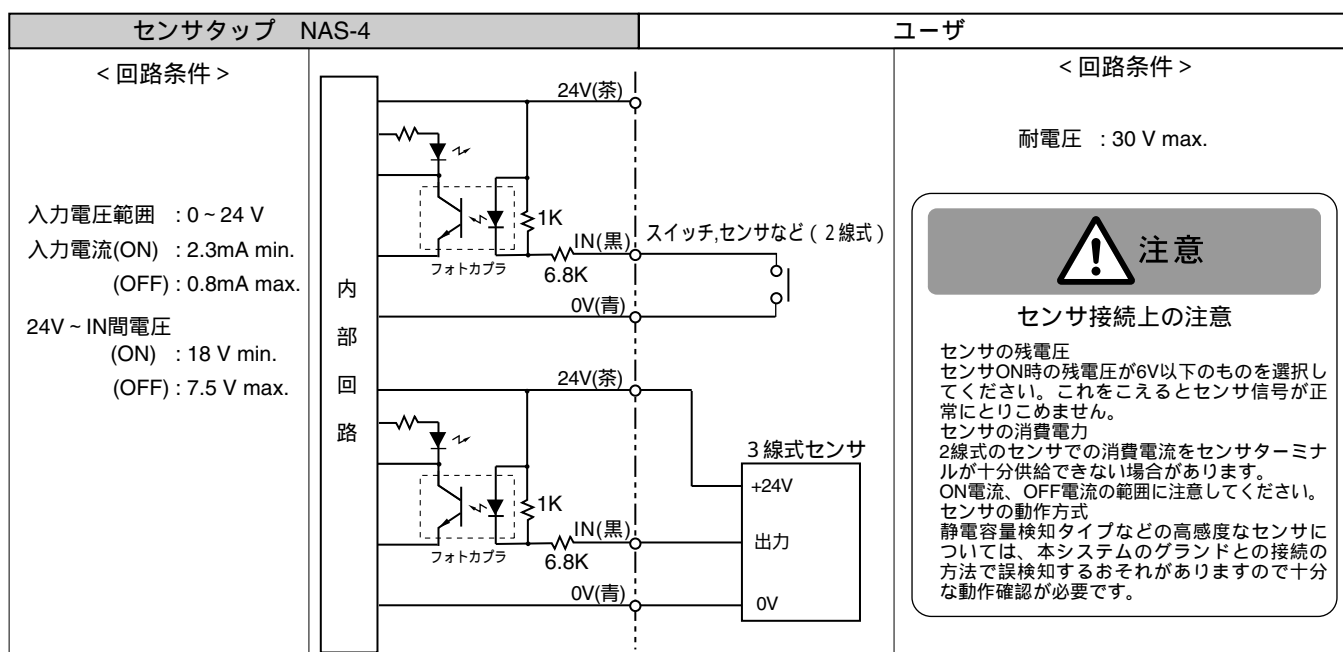 センサタップ NAS-4
ユーザ
＜回路条件＞
入力電圧範囲 : 0 ~ 24 V
入力電流(ON) : 2.3mA min.
(OFF) : 0.8mA max.
24V ~ IN間電圧
(ON) : 18 V min.
(OFF) : 7.5 V max.
内
部
回
路
24V(茶)
1K
IN(黒)
フォトカプラ
6.8K
0V(青)
スイッチ,センサなど（２線式）
24V(茶)
1K
IN(黒)
フォトカプラ
6.8K
0V(青)
３線式センサ
+24V
出力
0V
＜回路条件＞
耐電圧 : 30 V max.
注意
センサ接続上の注意
センサの残電圧
センサON時の残電圧が6V以下のものを選択し
てください。これをこえるとセンサ信号が正
常にとりこめません。
センサの消費電力
2線式のセンサでの消費電流をセンサターミナ
ルが十分供給できない場合があります。
ON電流、OFF電流の範囲に注意してください。
センサの動作方式
静電容量検知タイプなどの高感度なセンサに
ついては、本システムのグランドとの接続の
方法で誤検知するおそれがありますので十分
な動作確認が必要です。